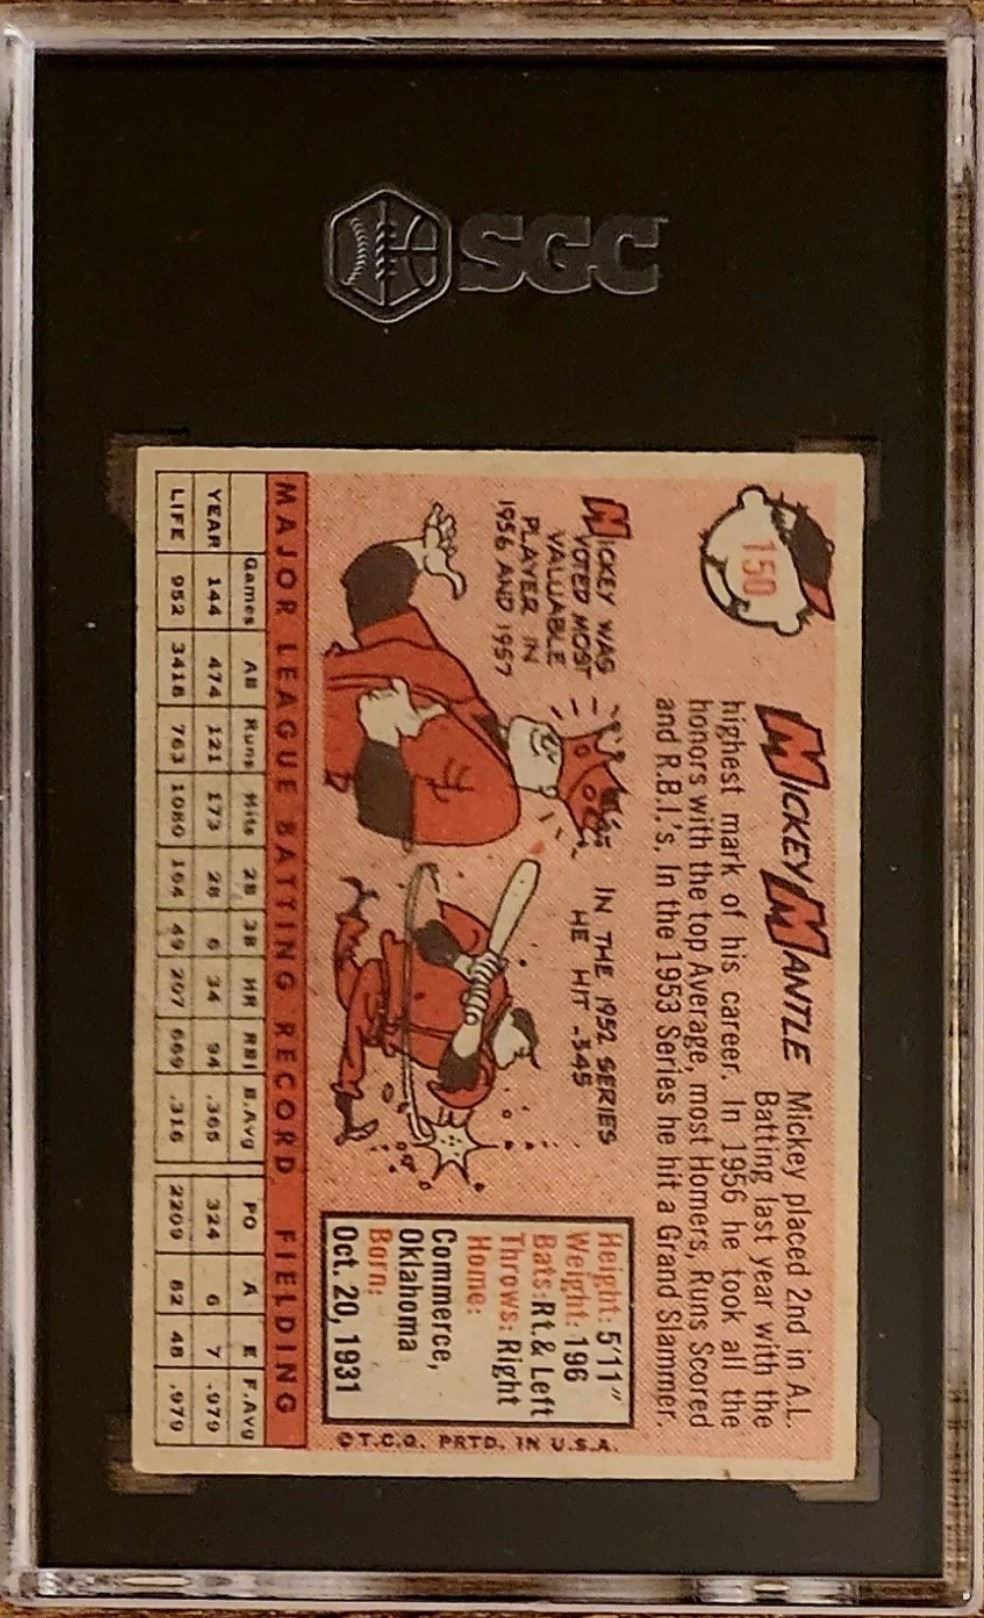 SGC
150
MICKEY MANTLE Mickey placed 2nd in A.L.
Batting last year with the
highest mark of his career. In 1956 he took all the
honors with the top Average, most Homers, Runs Scored
and R.B.I.'s. In the 1953 Series he hit a Grand Slammer.
MICKEY WAS
VOTED MOST
VALUABLE
PLAYER IN
1956 AND 1957
IN THE 1952 SERIES
HE HIT .345
Height: 5'11"
Weight: 196
Bats: Rt. & Left
Throws: Right
Home:
Commerce,
Oklahoma
Born:
Oct. 20, 1931
©T.C.G. PRTD. IN U.S.A.
MAJOR LEAGUE BATTING RECORD FIELDING
Games AB Runs Hits 2B 3B HR RBI B.Avg PO A E F.Avg
YEAR 144 474 121 173 28 6 34 94 .365 324 6 7 .979
LIFE 952 3418 763 1080 164 49 207 669 .316 2209 82 48 .979